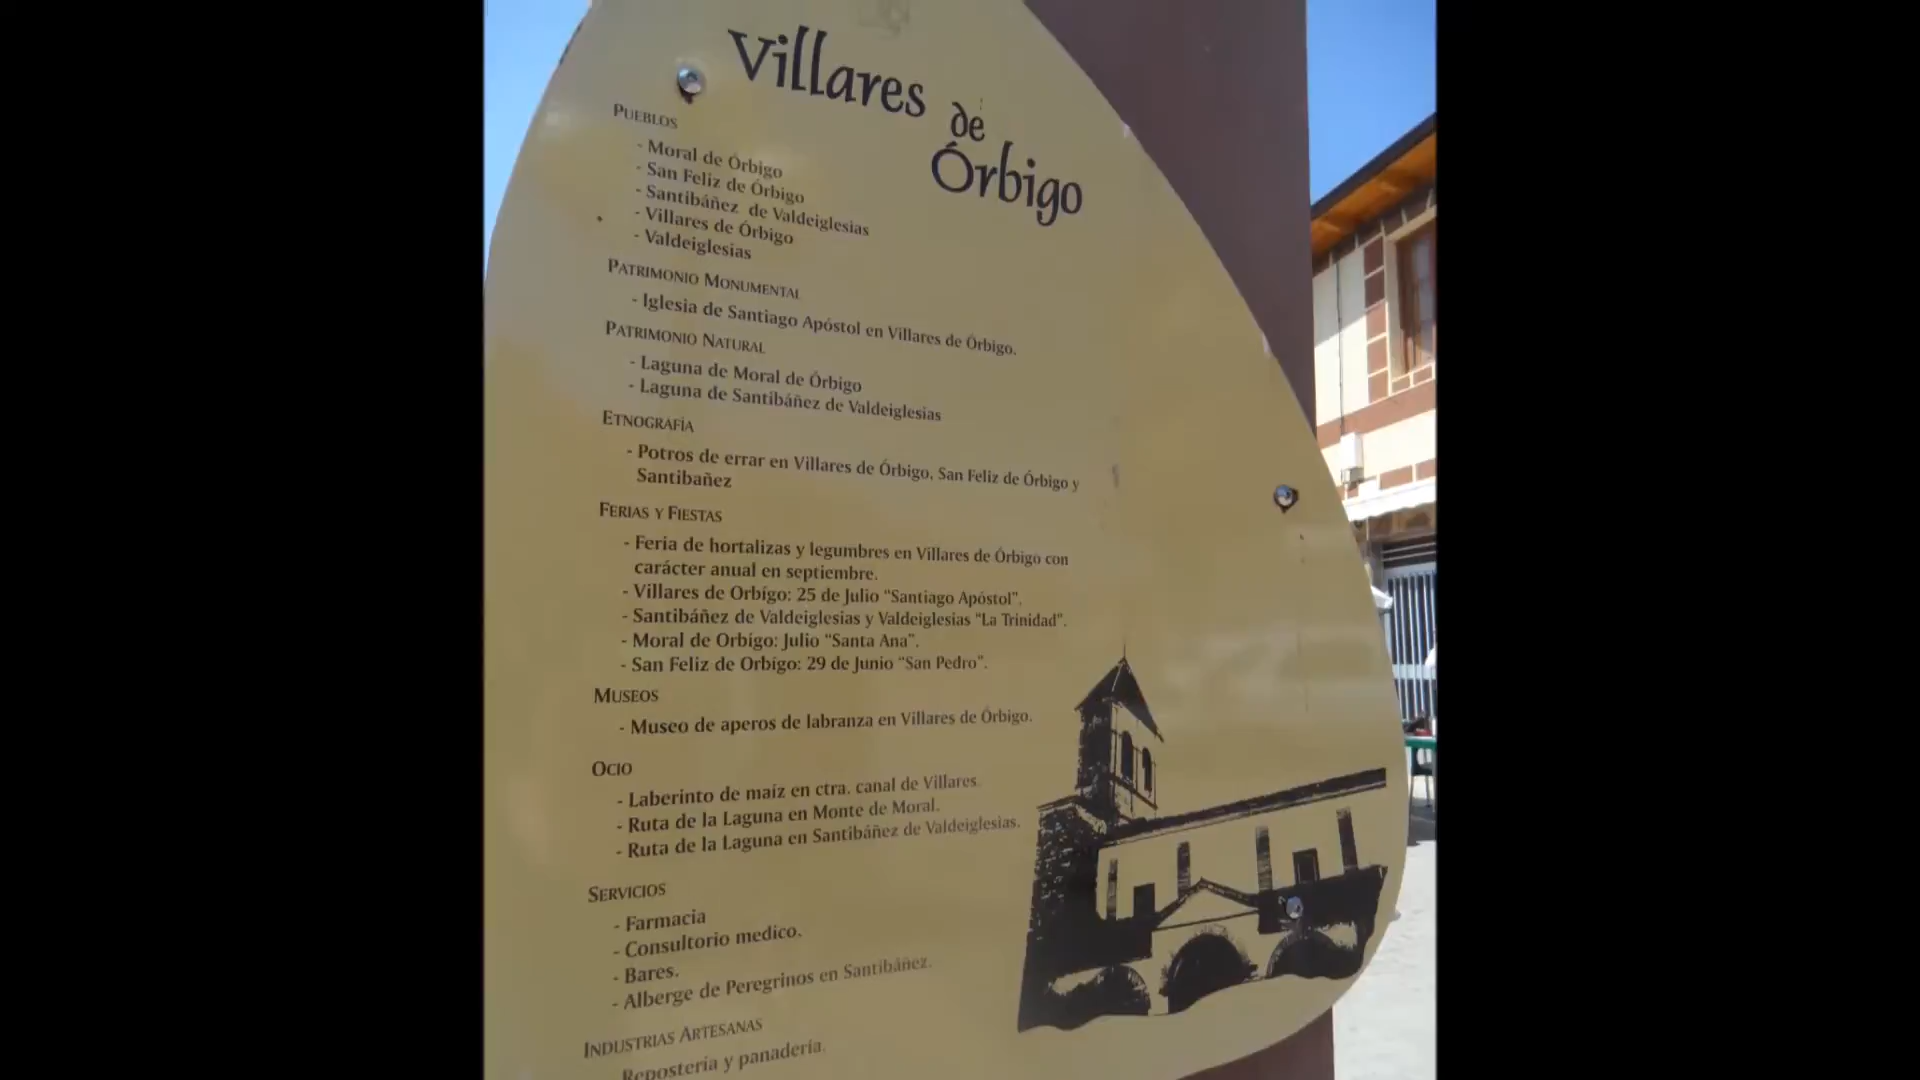 Villares de Órbigo
PUEBLOS
- Moral de Órbigo
- San Feliz de Órbigo
- Santibáñez de Valdeiglesias
- Villares de Órbigo
- Valdeiglesias
PATRIMONIO MONUMENTAL
- Iglesia de Santiago Apóstol en Villares de Órbigo.
PATRIMONIO NATURAL
- Laguna de Moral de Órbigo
- Laguna de Santibáñez de Valdeiglesias
ETNOGRAFÍA
- Potros de errar en Villares de Órbigo, San Feliz de Órbigo y
Santibañez
FERIAS Y FIESTAS
- Feria de hortalizas y legumbres en Villares de Órbigo con
carácter anual en septiembre.
- Villares de Orbígo: 25 de Julio “Santiago Apóstol”.
- Santibáñez de Valdeiglesias y Valdeiglesias “La Trinidad”.
- Moral de Orbígo: Julio “Santa Ana”.
- San Feliz de Orbígo: 29 de Junio “San Pedro”.
MUSEOS
- Museo de aperos de labranza en Villares de Órbigo.
OCIO
- Laberinto de maíz en ctra. canal de Villares.
- Ruta de la Laguna en Monte de Moral.
- Ruta de la Laguna en Santibáñez de Valdeiglesias.
SERVICIOS
- Farmacia
- Consultorio medico.
- Bares.
- Alberge de Peregrinos en Santibáñez.
INDUSTRIAS ARTESANAS
Repostería y panadería.